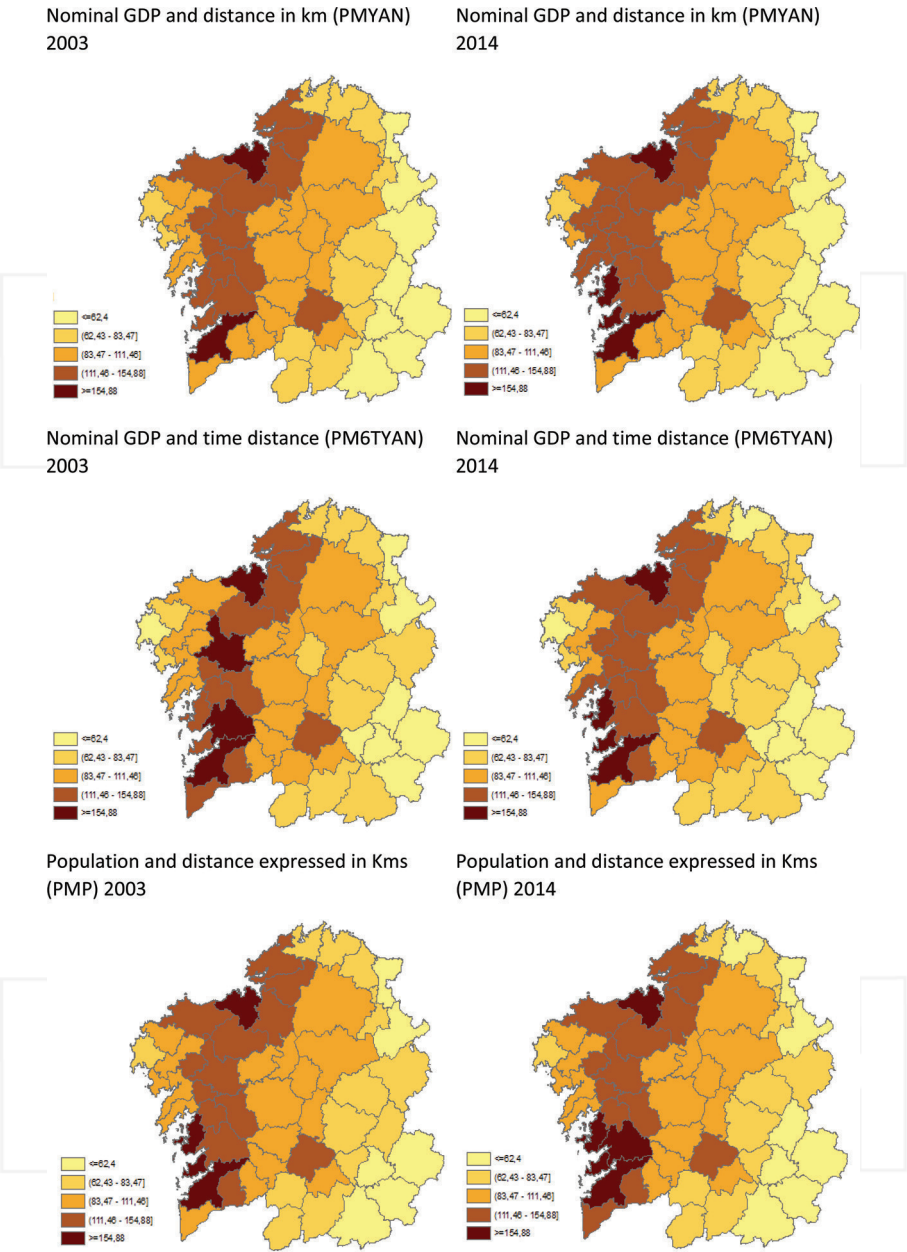 Nominal GDP and distance in km (PMYAN)
2003
Nominal GDP and distance in km (PMYAN)
2014
<=62,4
(62,43 - 83,47]
(83,47 - 111,46]
(111,46 - 154,88]
>=154,88
<=62,4
(62,43 - 83,47]
(83,47 - 111,46]
(111,46 - 154,88]
>=154,88
Nominal GDP and time distance (PM6TYAN)
2003
Nominal GDP and time distance (PM6TYAN)
2014
<=62,4
(62,43 - 83,47]
(83,47 - 111,46]
(111,46 - 154,88]
>=154,88
<=62,4
(62,43 - 83,47]
(83,47 - 111,46]
(111,46 - 154,88]
>=154,88
Population and distance expressed in Kms
(PMP) 2003
Population and distance expressed in Kms
(PMP) 2014
<=62,4
(62,43 - 83,47]
(83,47 - 111,46]
(111,46 - 154,88]
>=154,88
<=62,4
(62,43 - 83,47]
(83,47 - 111,46]
(111,46 - 154,88]
>=154,88